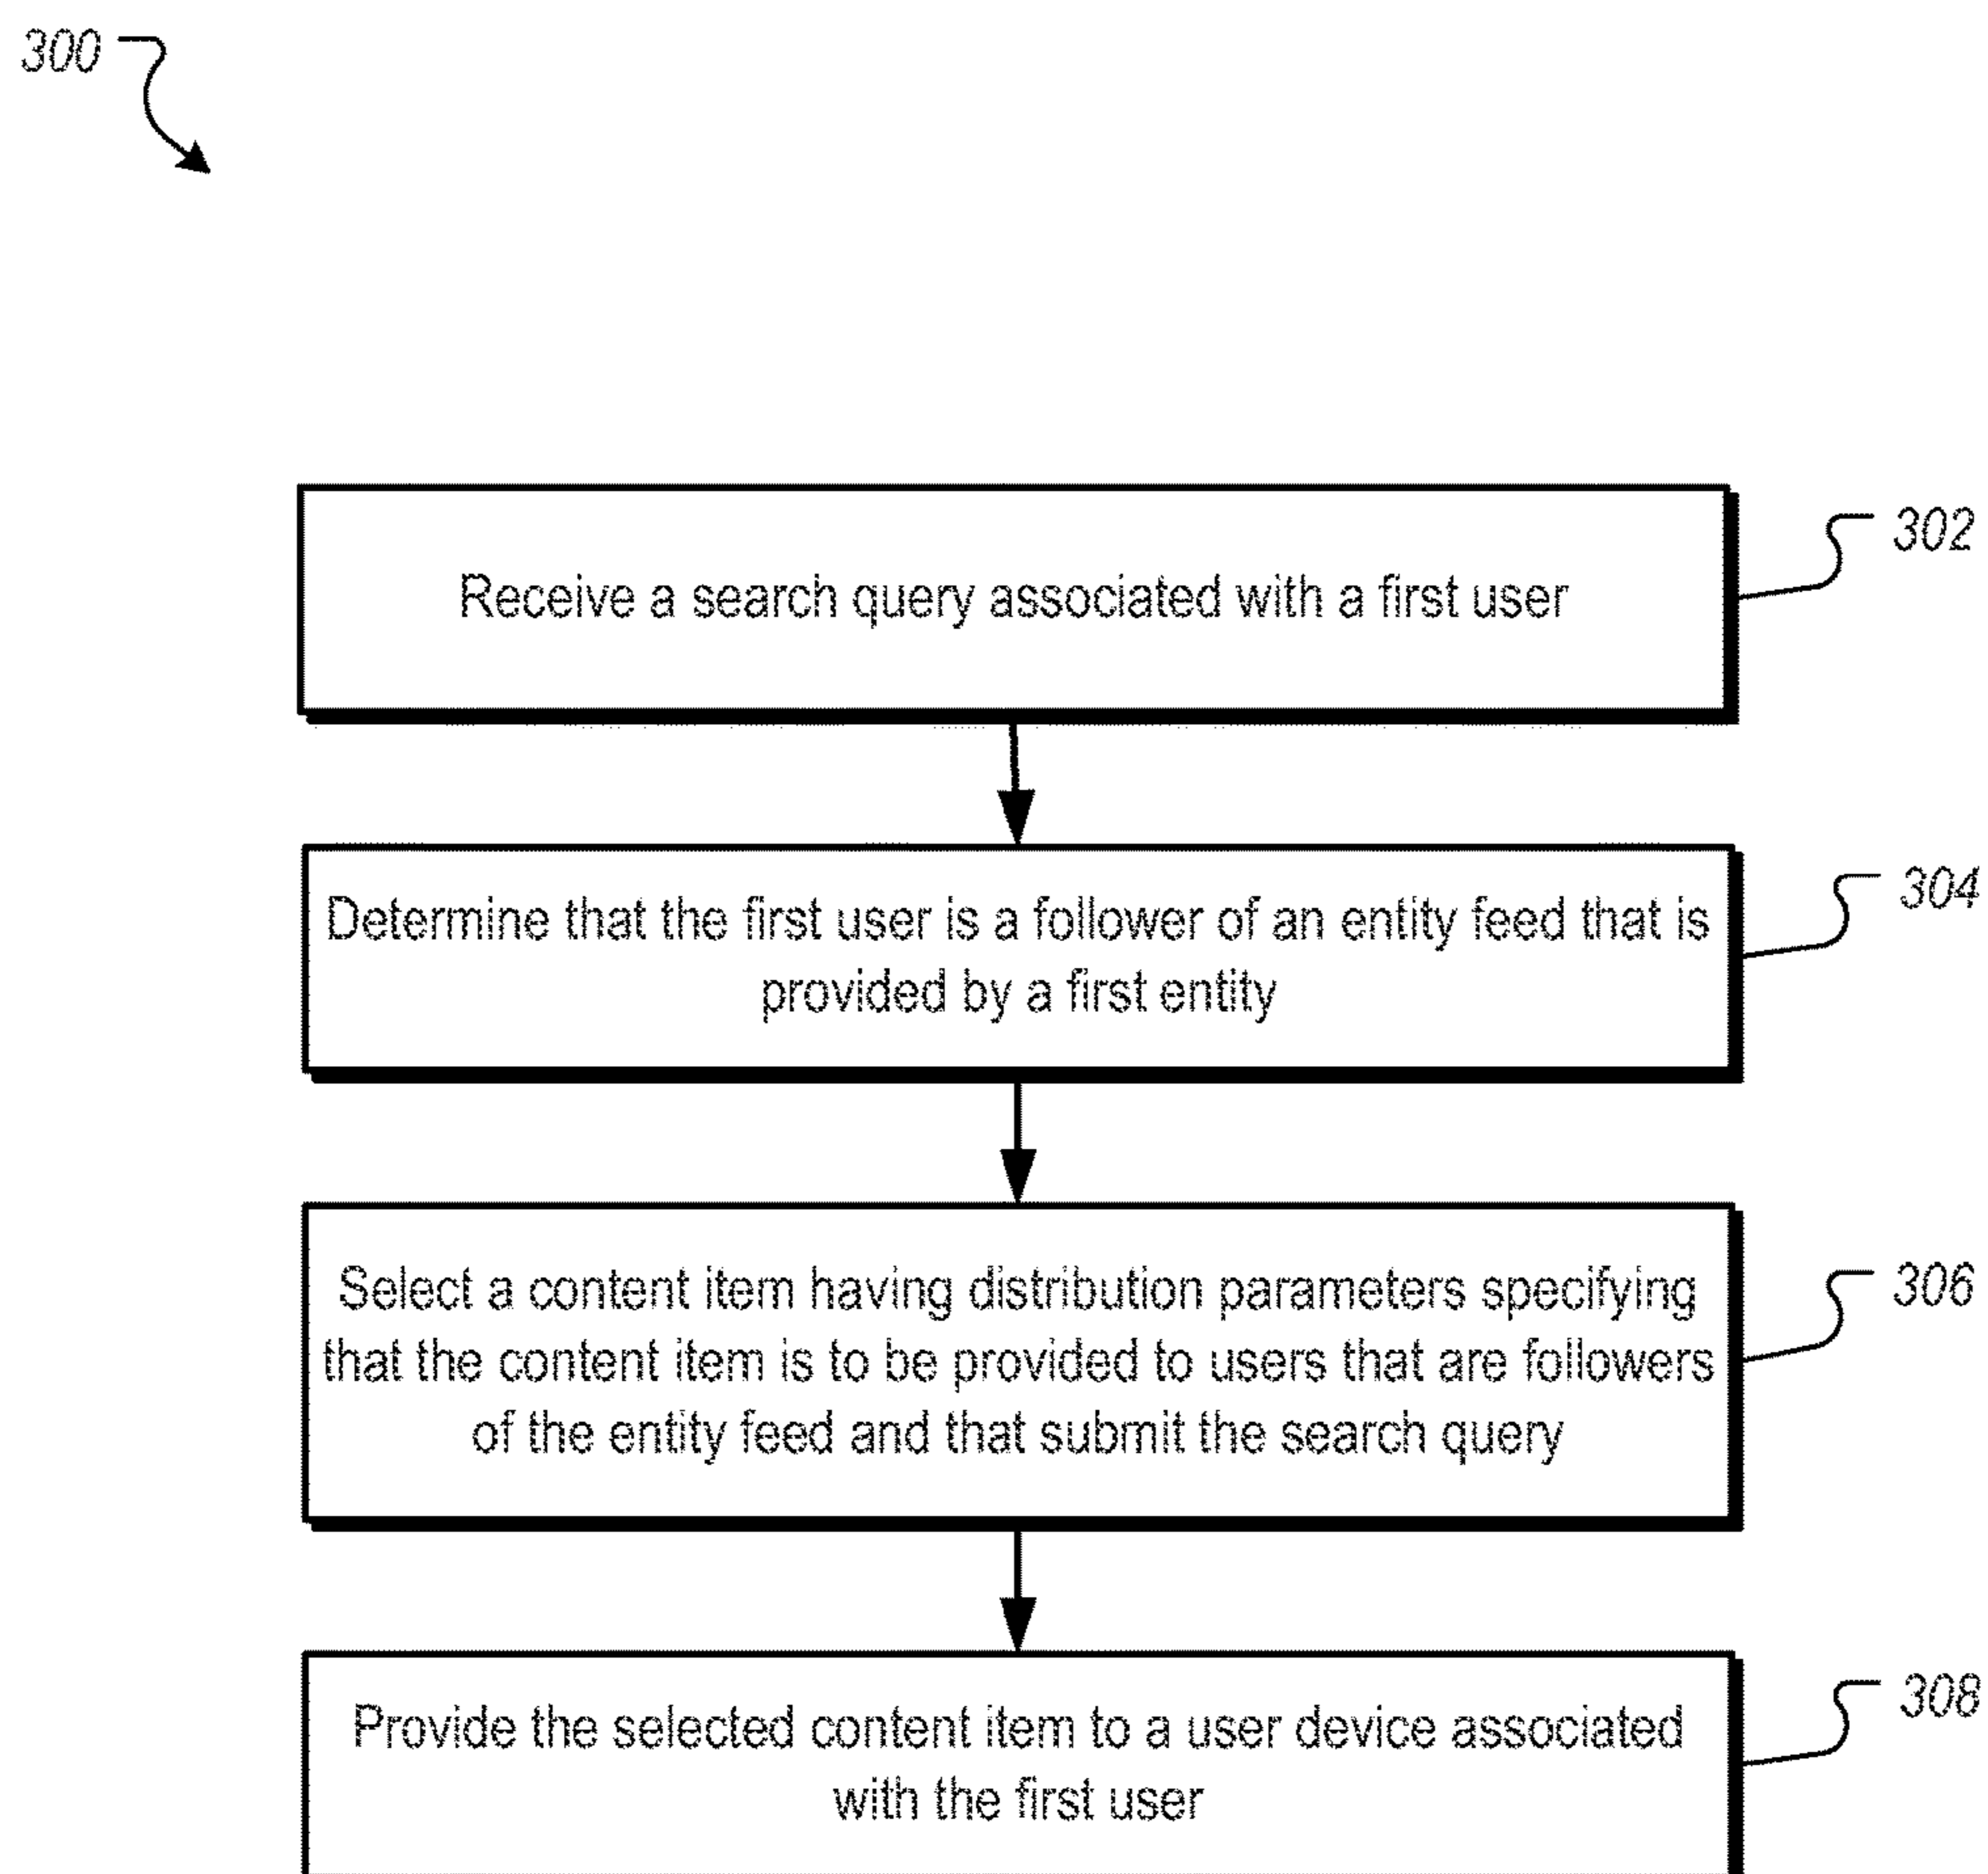 300
Receive a search query associated with a first user
302
Determine that the first user is a follower of an entity feed that is
provided by a first entity
304
Select a content item having distribution parameters specifying
that the content item is to be provided to users that are followers
of the entity feed and that submit the search query
306
Provide the selected content item to a user device associated
with the first user
308